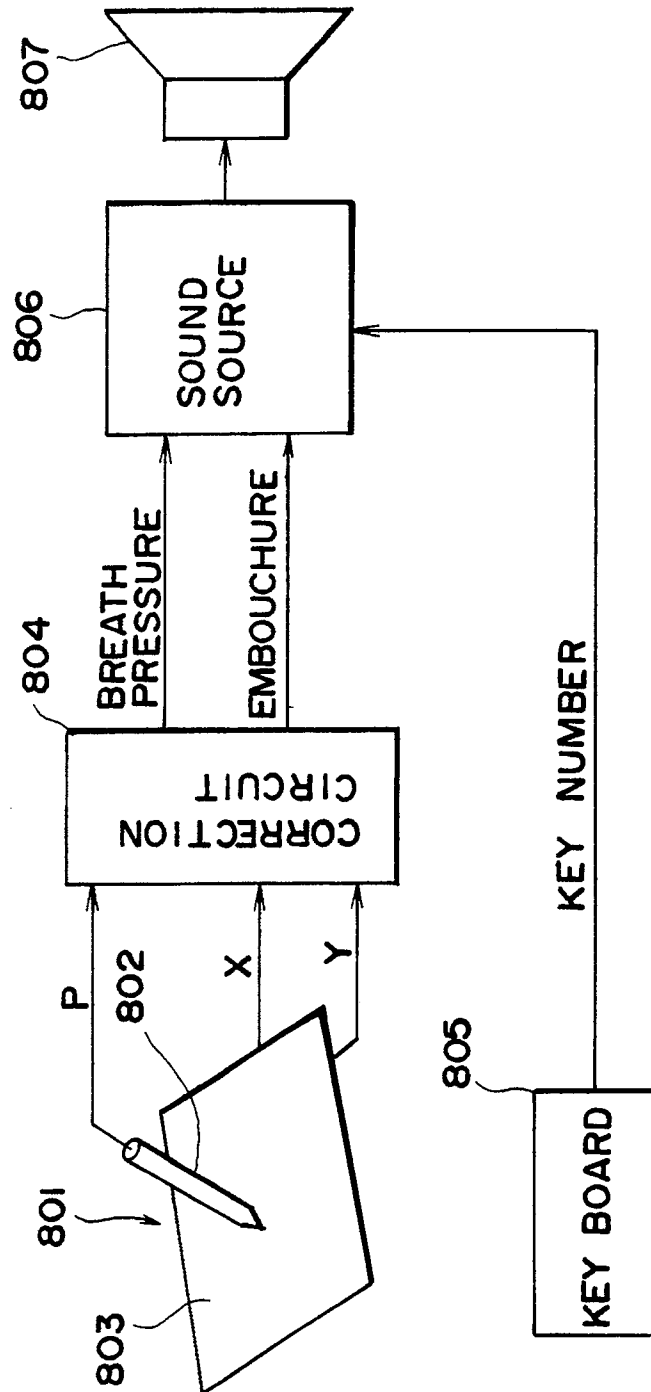 801
802
803
P
X
Y
804
CORRECTION
CIRCUIT
BREATH
PRESSURE
EMBOUCHURE
806
SOUND
SOURCE
807
805
KEY BOARD
KEY NUMBER